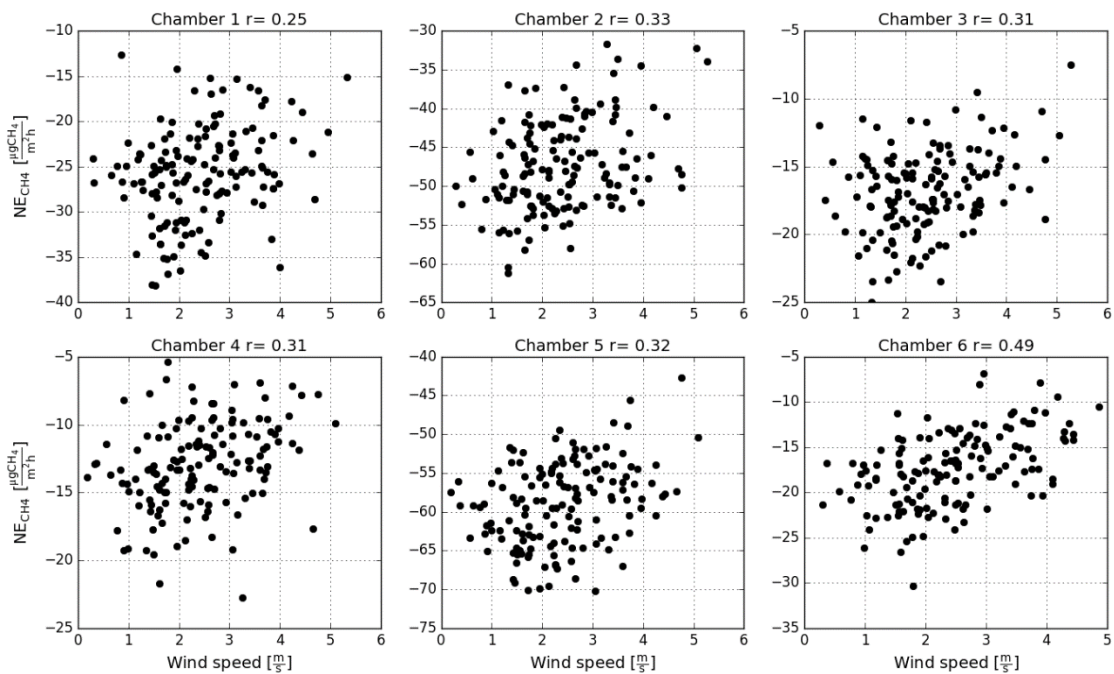 Chamber 1 r= 0.25
Chamber 2 r= 0.33
Chamber 3 r= 0.31
−10
−15
−20
−25
−30
−35
−40
0 1 2 3 4 5 6
−30
−35
−40
−45
−50
−55
−60
−65
0 1 2 3 4 5 6
−5
−10
−15
−20
−25
0 1 2 3 4 5 6
NE_CH4 [µgCH₄/m²h]
Chamber 4 r= 0.31
Chamber 5 r= 0.32
Chamber 6 r= 0.49
−5
−10
−15
−20
−25
0 1 2 3 4 5 6
−40
−45
−50
−55
−60
−65
−70
−75
0 1 2 3 4 5 6
−5
−10
−15
−20
−25
−30
−35
0 1 2 3 4 5
NE_CH4 [µgCH₄/m²h]
Wind speed [m/s]
Wind speed [m/s]
Wind speed [m/s]